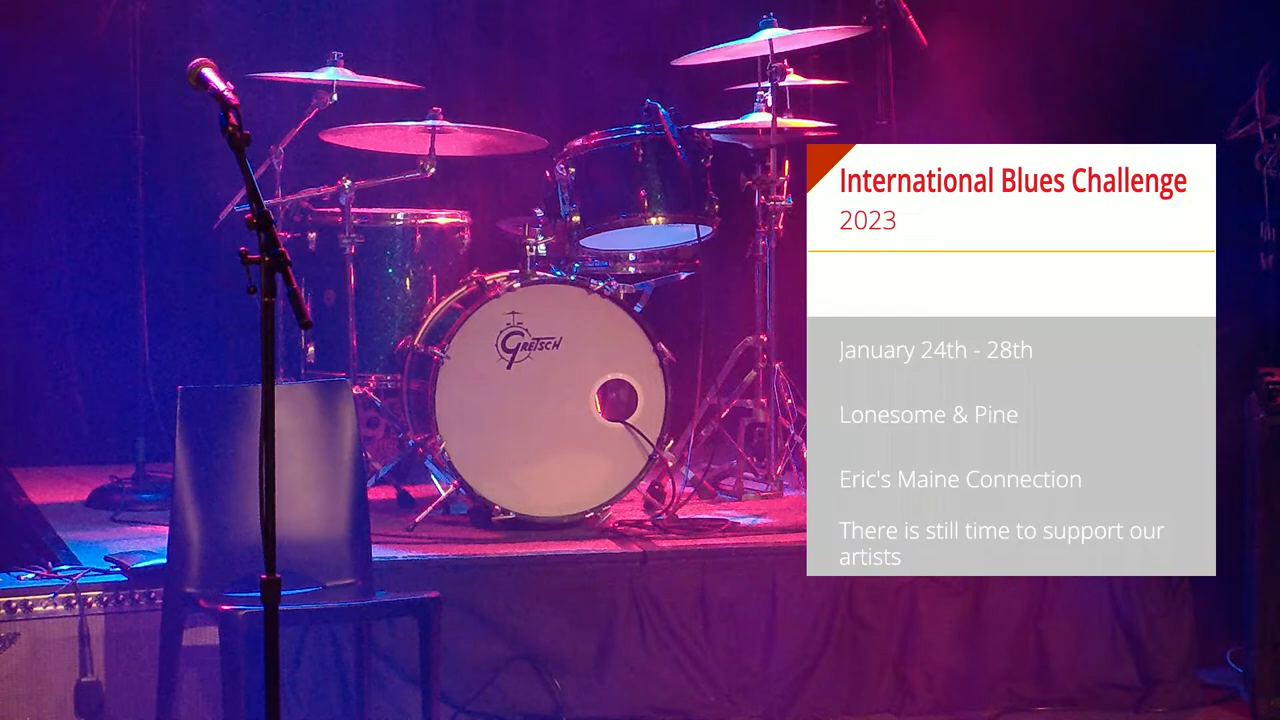 International Blues Challenge
2023
January 24th - 28th
Lonesome & Pine
Eric's Maine Connection
There is still time to support our
artists
GRETSCH